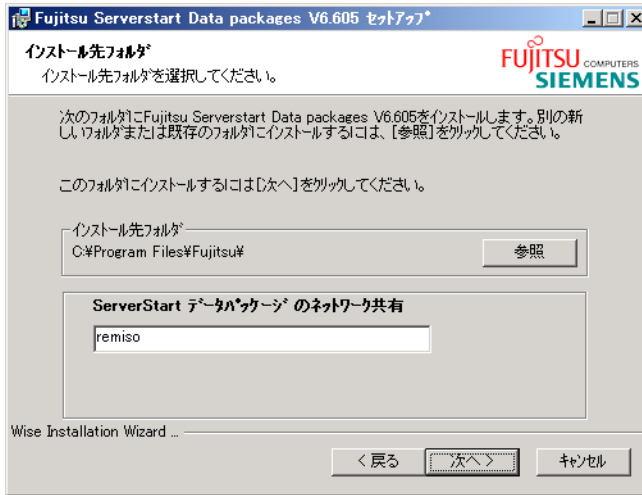 Fujitsu Serverstart Data packages V6.605 ｾｯﾄｱｯﾌﾟ
ｲﾝｽﾄｰﾙ先ﾌｫﾙﾀﾞ
ｲﾝｽﾄｰﾙ先ﾌｫﾙﾀﾞを選択してください。
FUJITSU COMPUTERS
SIEMENS
次のﾌｫﾙﾀﾞにFujitsu Serverstart Data packages V6.605をｲﾝｽﾄｰﾙします。別の新
しいﾌｫﾙﾀﾞまたは既存のﾌｫﾙﾀﾞにｲﾝｽﾄｰﾙするには、[参照]をｸﾘｯｸしてください。
このﾌｫﾙﾀﾞにｲﾝｽﾄｰﾙするには[次へ]をｸﾘｯｸしてください。
ｲﾝｽﾄｰﾙ先ﾌｫﾙﾀﾞ
C:¥Program Files¥Fujitsu¥
参照
ServerStart ﾃﾞｰﾀﾊﾟｯｹｰｼﾞ のﾈｯﾄﾜｰｸ共有
remiso
Wise Installation Wizard ...
< 戻る
次へ >
ｷｬﾝｾﾙ